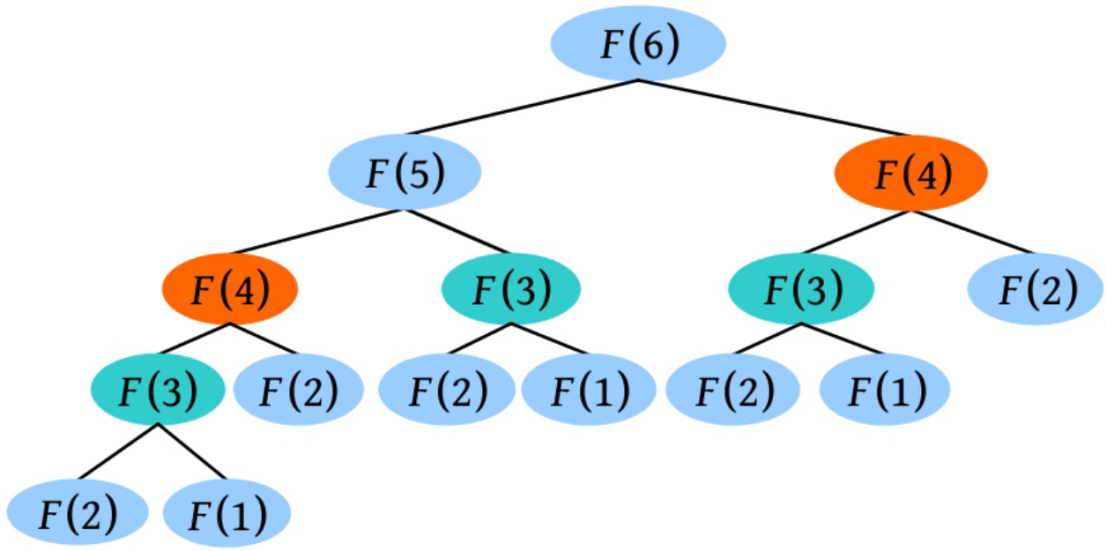 F(6)
F(5) F(4)
F(4) F(3) F(3) F(2)
F(3) F(2) F(2) F(1) F(2) F(1)
F(2) F(1)